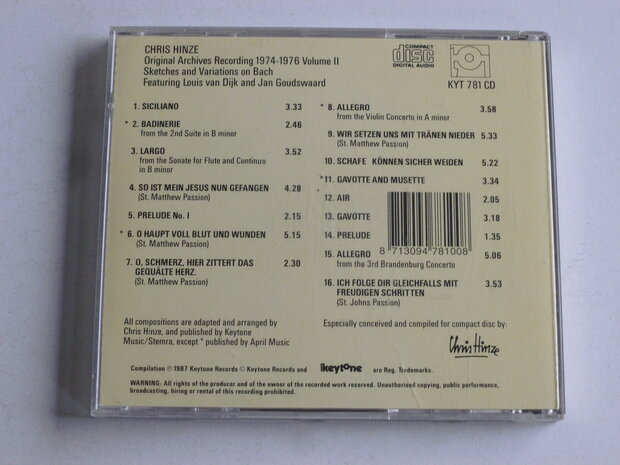 CHRIS HINZE
Original Archives Recording 1974-1976 Volume II
Sketches and Variations on Bach
Featuring Louis van Dijk and Jan Goudswaard
COMPACT
disc
DIGITAL AUDIO
KYT 781 CD
1. SICILIANO 3.33
* 2. BADINERIE 2.46
from the 2nd Suite in B minor
3. LARGO 3.52
from the Sonate for Flute and Continuo
in B minor
4. SO IST MEIN JESUS NUN GEFANGEN 4.28
(St. Matthew Passion)
5. PRELUDE No. I 2.15
* 6. O HAUPT VOLL BLUT UND WUNDEN 5.15
(St. Matthew Passion)
7. O, SCHMERZ, HIER ZITTERT DAS 2.30
GEQUÄLTE HERZ.
(St. Matthew Passion)
* 8. ALLEGRO 3.58
from the Violin Concerto in A minor
9. WIR SETZEN UNS MIT TRÄNEN NIEDER 5.33
(St. Matthew Passion)
10. SCHAFE KÖNNEN SICHER WEIDEN 5.22
*11. GAVOTTE AND MUSETTE 3.34
12. AIR 2.05
13. GAVOTTE 3.18
14. PRELUDE 1.35
8 713094 781008
15. ALLEGRO 5.06
from the 3rd Brandenburg Concerto
16. ICH FOLGE DIR GLEICHFALLS MIT 3.53
FREUDIGEN SCHRITTEN
(St. Johns Passion)
All compositions are adapted and arranged by
Chris Hinze, and published by Keytone
Music/Stemra, except * published by April Music
Especially conceived and compiled for compact disc by:
Chris Hinze
Compilation ℗ 1987 Keytone Records © Keytone Records and keytone are Reg. Trademarks.
WARNING: All rights of the producer and of the owner of the recorded work reserved. Unauthorised copying, public performance,
broadcasting, hiring or rental of this recording prohibited.